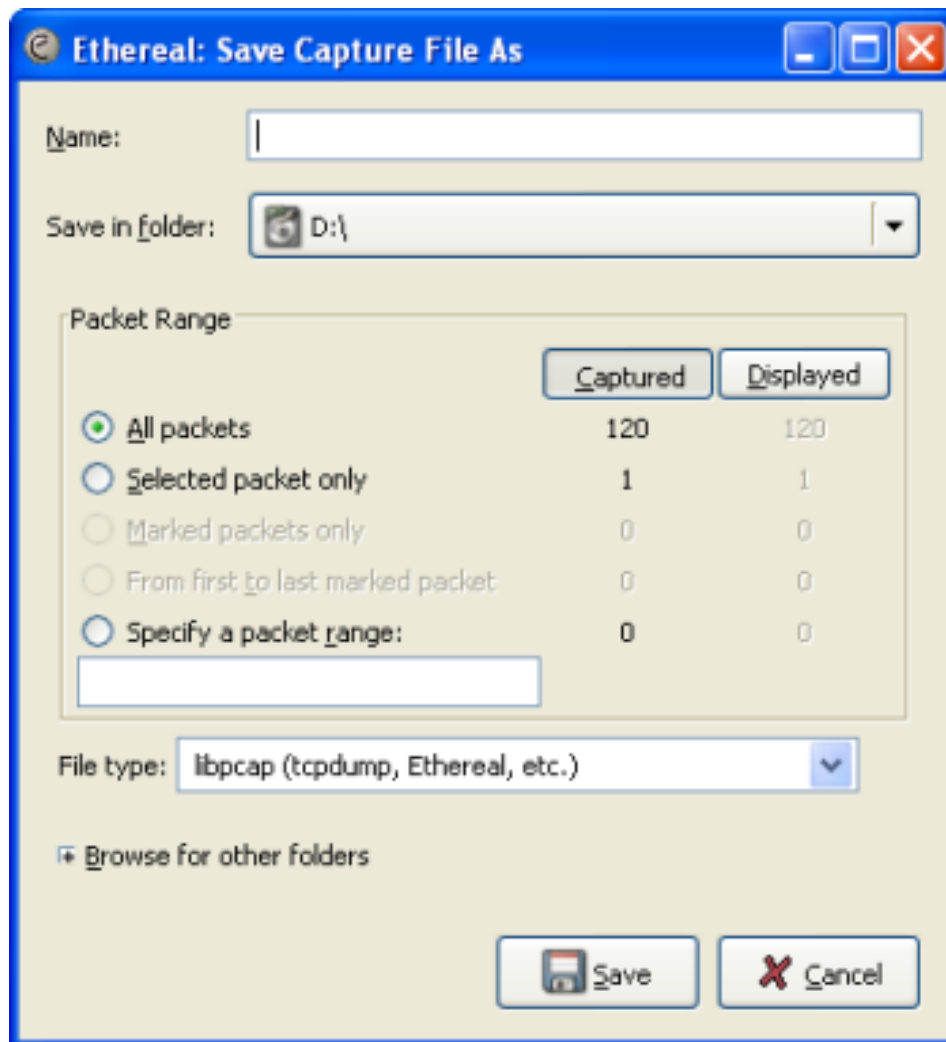 Ethereal: Save Capture File As
Name:
Save in folder: D:\
Packet Range
Captured Displayed
All packets 120 120
Selected packet only 1 1
Marked packets only 0 0
From first to last marked packet 0 0
Specify a packet range: 0 0
File type: libpcap (tcpdump, Ethereal, etc.)
Browse for other folders
Save Cancel